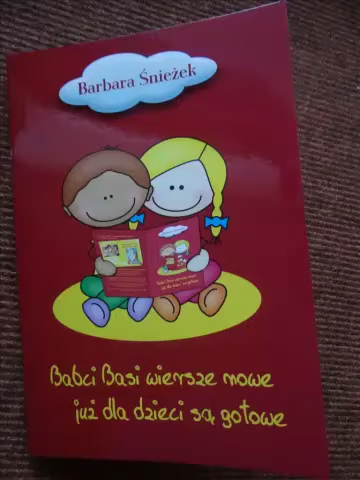 Barbara Śnieżek
Babci Basi wiersze nowe
już dla dzieci są gotowe